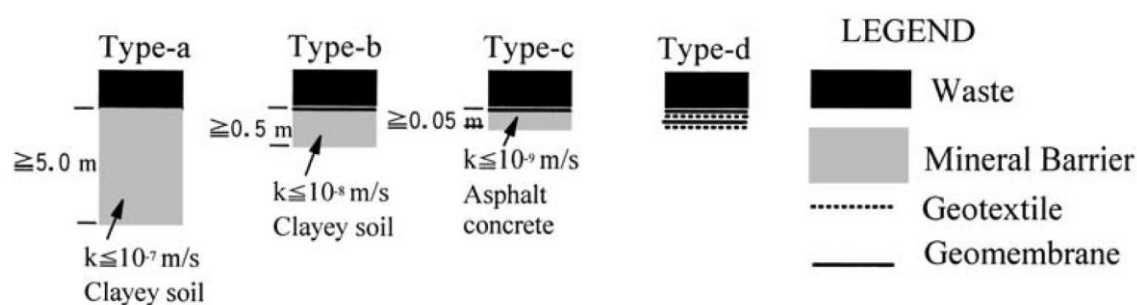 Type-a
Type-b
Type-c
Type-d
LEGEND
Waste
Mineral Barrier
Geotextile
Geomembrane
≧5.0 m
k≦10⁻⁷ m/s
Clayey soil
≧0.5 m
k≦10⁻⁸ m/s
Clayey soil
≧0.05 m
k≦10⁻⁹ m/s
Asphalt
concrete